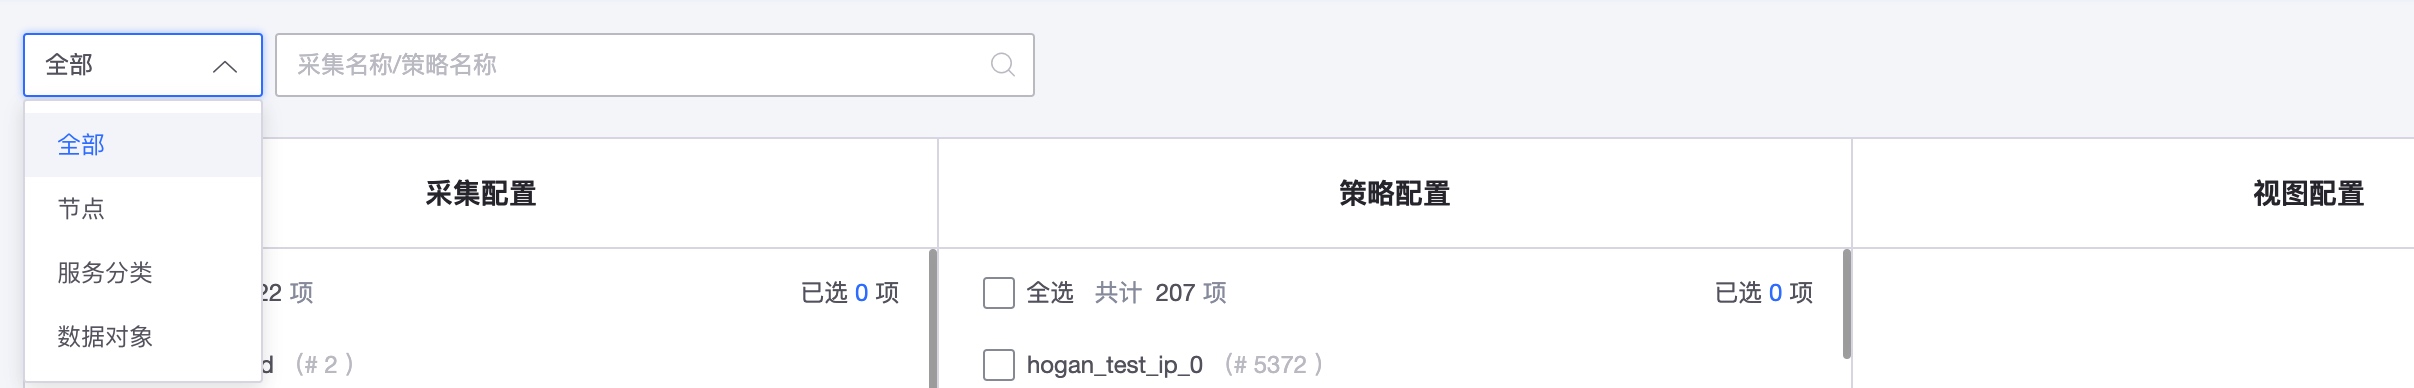 全部
采集名称/策略名称
全部
节点
服务分类
数据对象
采集配置
策略配置
视图配置
22 项
已选 0 项
全选 共计 207 项
已选 0 项
d (# 2 )
hogan_test_ip_0 (# 5372 )